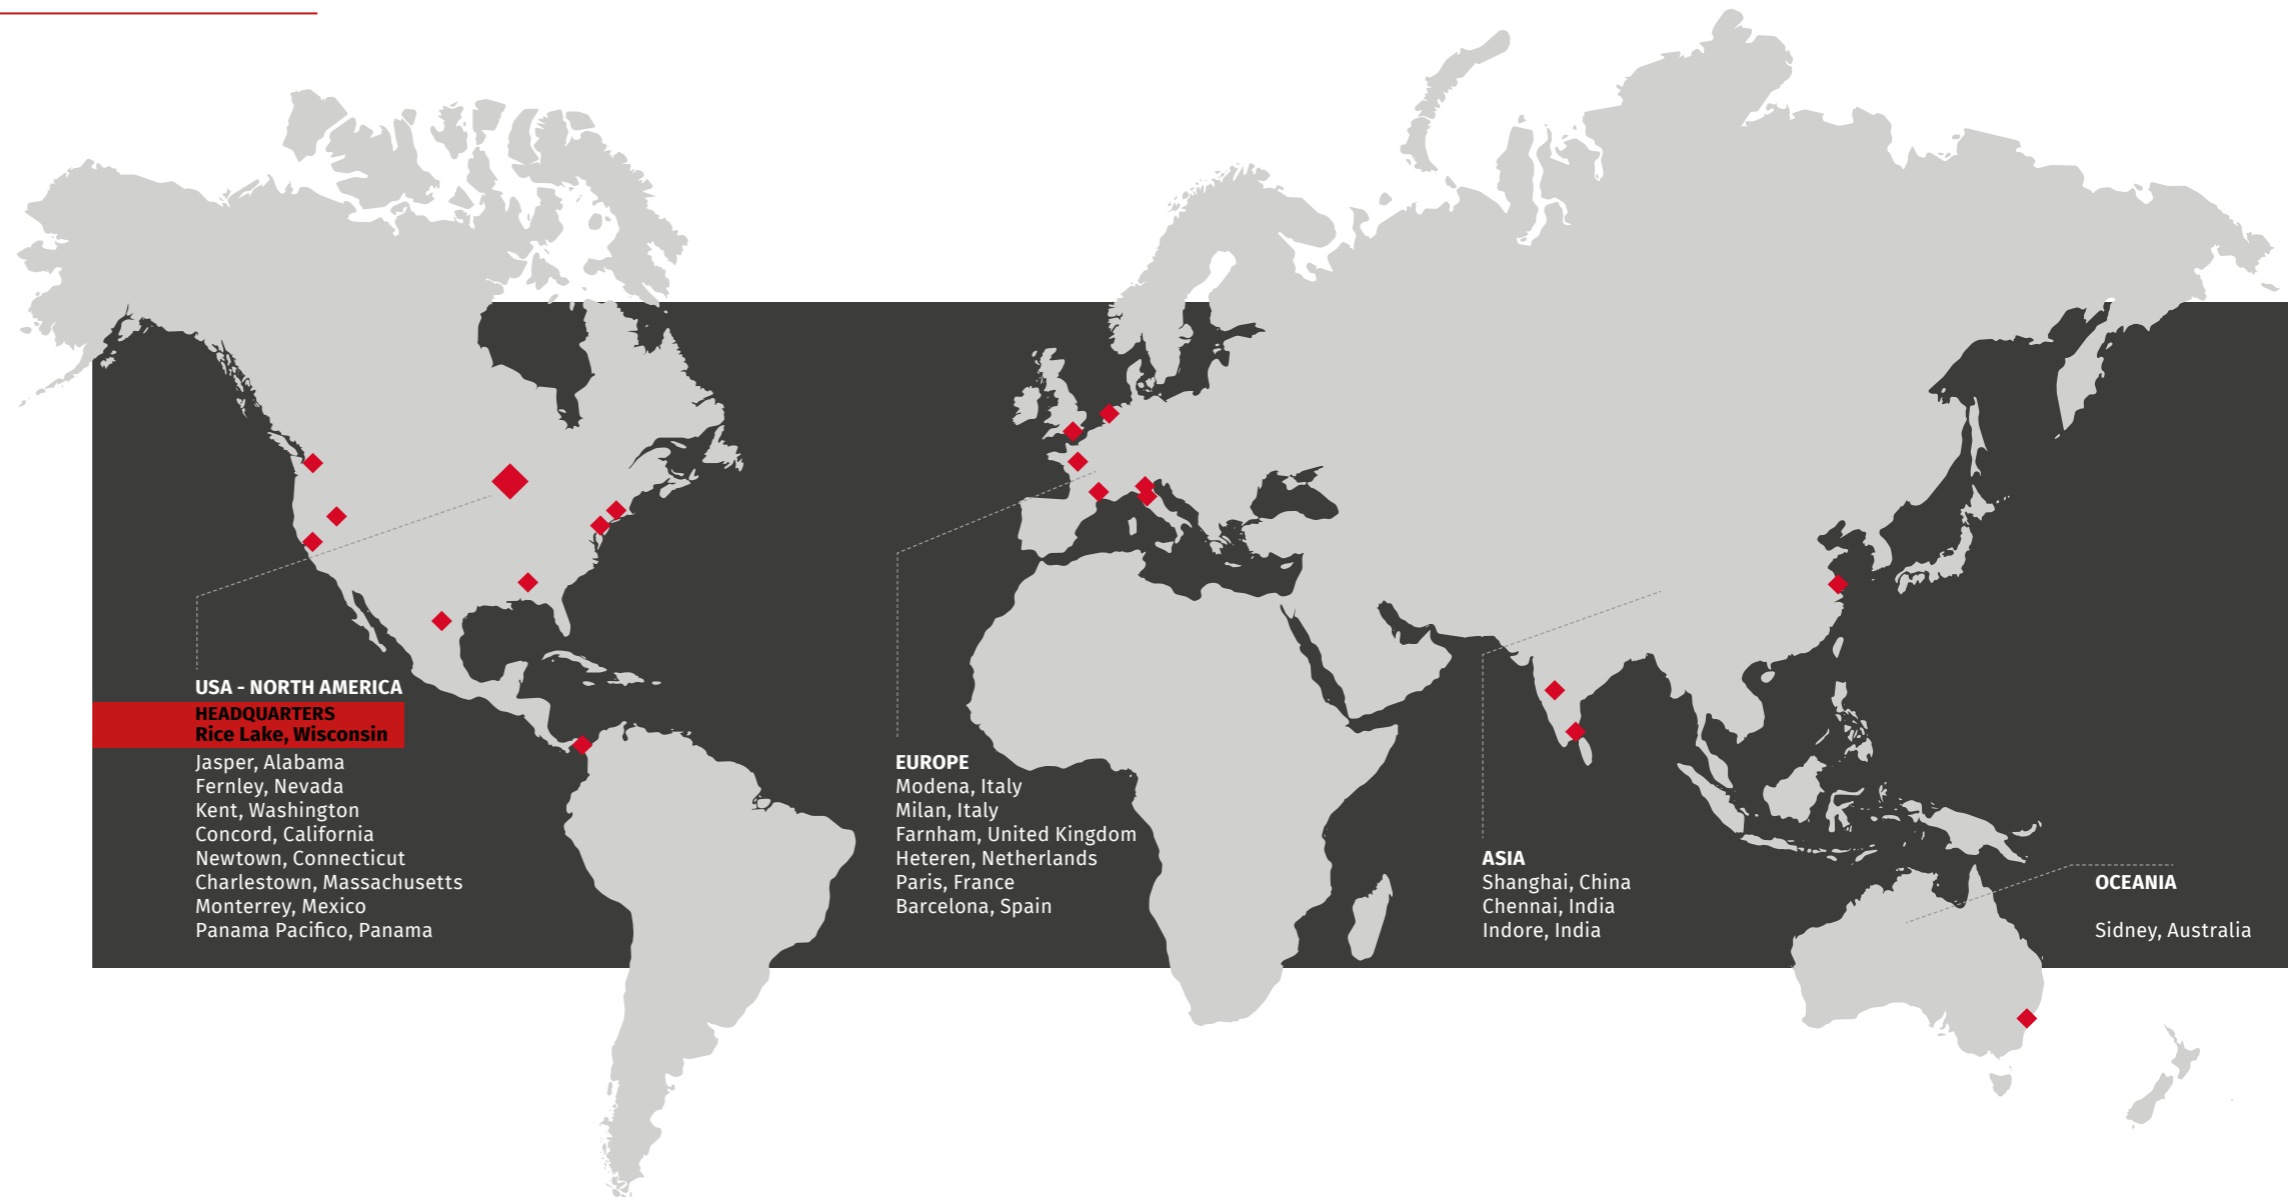 USA - NORTH AMERICA
HEADQUARTERS
Rice Lake, Wisconsin
Jasper, Alabama
Fernley, Nevada
Kent, Washington
Concord, California
Newtown, Connecticut
Charlestown, Massachusetts
Monterrey, Mexico
Panama Pacifico, Panama
EUROPE
Modena, Italy
Milan, Italy
Farnham, United Kingdom
Heteren, Netherlands
Paris, France
Barcelona, Spain
ASIA
Shanghai, China
Chennai, India
Indore, India
OCEANIA
Sidney, Australia